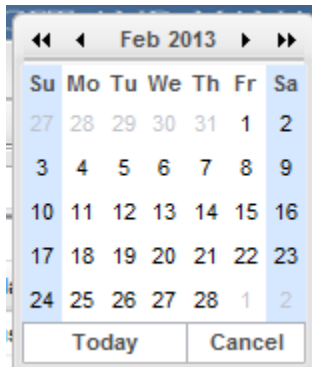 Feb 2013
Su Mo Tu We Th Fr Sa
27 28 29 30 31 1 2
3 4 5 6 7 8 9
10 11 12 13 14 15 16
17 18 19 20 21 22 23
24 25 26 27 28 1 2
Today Cancel